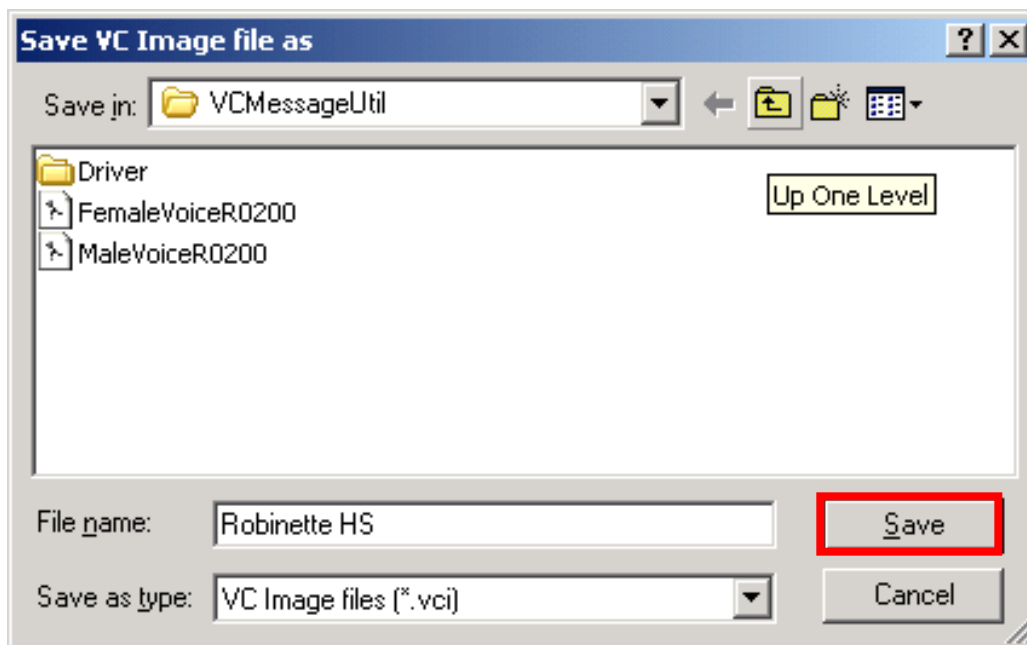 Save VC Image file as
Save in: VCMessageUtil
Driver
FemaleVoiceR0200
MaleVoiceR0200
Up One Level
File name: Robinette HS Save
Save as type: VC Image files (*.vci) Cancel